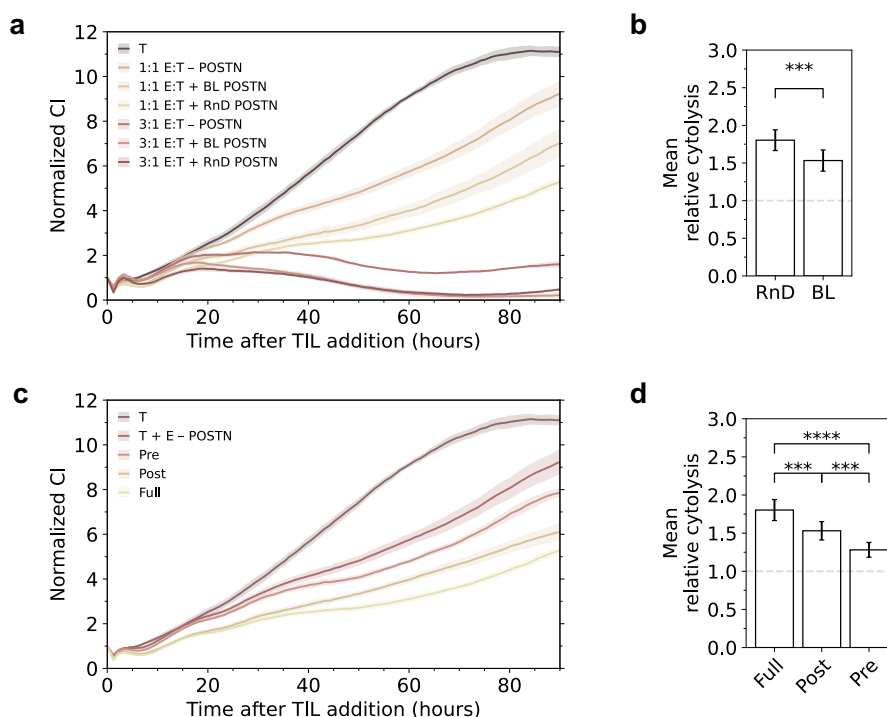 a
12
10
8
6
4
2
0
Normalized CI
T
1:1 E:T – POSTN
1:1 E:T + BL POSTN
1:1 E:T + RnD POSTN
3:1 E:T – POSTN
3:1 E:T + BL POSTN
3:1 E:T + RnD POSTN
0 20 40 60 80
Time after TIL addition (hours)
b
3.0
2.5
2.0
1.5
1.0
0.5
0.0
Mean
relative cytolysis
***
RnD BL
c
12
10
8
6
4
2
0
Normalized CI
T
T + E – POSTN
Pre
Post
Full
0 20 40 60 80
Time after TIL addition (hours)
d
3.0
2.5
2.0
1.5
1.0
0.5
0.0
Mean
relative cytolysis
****
*** ***
Full Post Pre